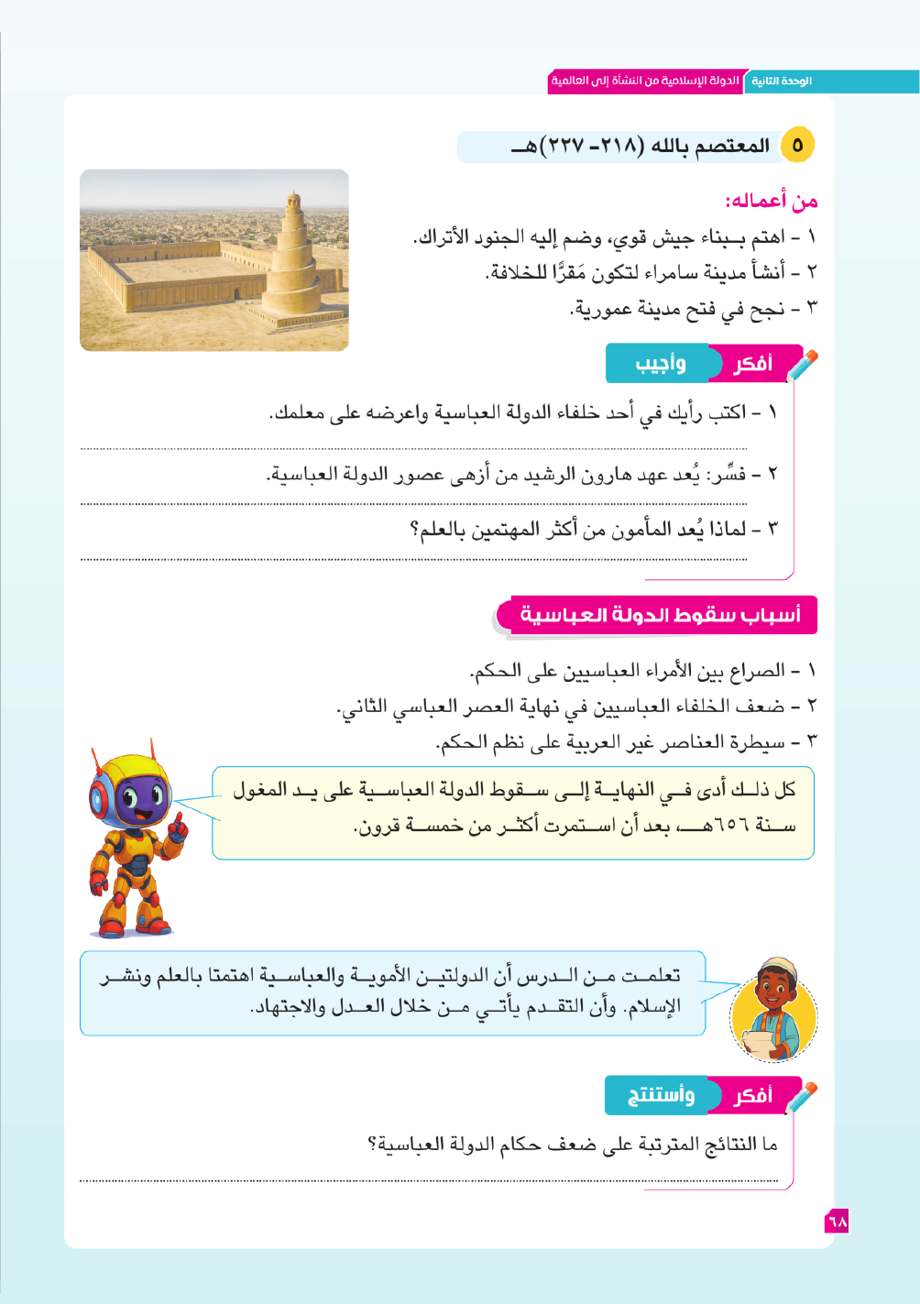 الوحدة الثانية الدولة الإسلامية من النشأة إلى العالمية
٥ المعتصم بالله (٢١٨- ٢٢٧)هـ
من أعماله:
١ - اهتم ببناء جيش قوي، وضم إليه الجنود الأتراك.
٢ - أنشأ مدينة سامراء لتكون مَقرًّا للخلافة.
٣ - نجح في فتح مدينة عمورية.
أفكر وأجيب
١ - اكتب رأيك في أحد خلفاء الدولة العباسية واعرضه على معلمك.
٢ - فسِّر: يُعد عهد هارون الرشيد من أزهى عصور الدولة العباسية.
٣ - لماذا يُعد المأمون من أكثر المهتمين بالعلم؟
أسباب سقوط الدولة العباسية
١ - الصراع بين الأمراء العباسيين على الحكم.
٢ - ضعف الخلفاء العباسيين في نهاية العصر العباسي الثاني.
٣ - سيطرة العناصر غير العربية على نظم الحكم.
كل ذلك أدى في النهاية إلى سقوط الدولة العباسية على يد المغول
سنة ٦٥٦هـ، بعد أن استمرت أكثر من خمسة قرون.
تعلمت من الدرس أن الدولتين الأموية والعباسية اهتمتا بالعلم ونشر
الإسلام. وأن التقدم يأتي من خلال العدل والاجتهاد.
أفكر وأستنتج
ما النتائج المترتبة على ضعف حكام الدولة العباسية؟
٦٨